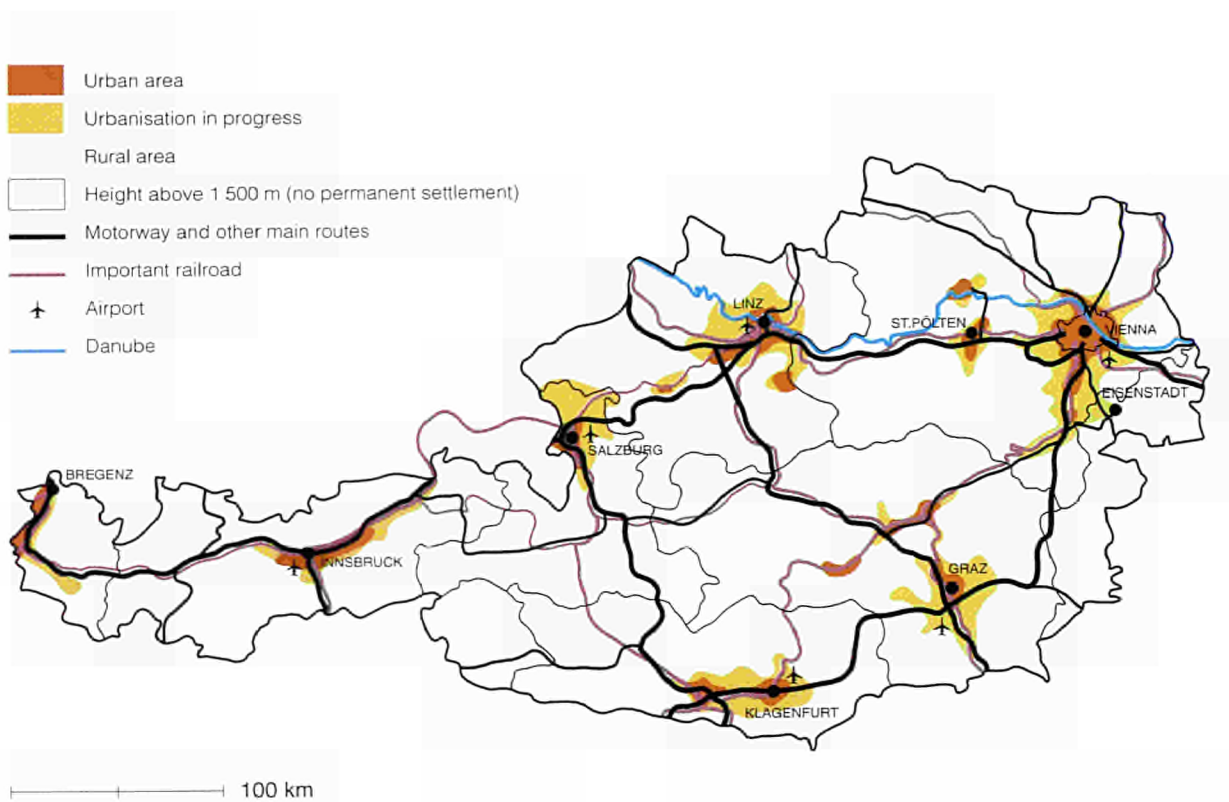 Urban area
Urbanisation in progress
Rural area
Height above 1 500 m (no permanent settlement)
Motorway and other main routes
Important railroad
Airport
Danube
LINZ
ST.PÖLTEN
VIENNA
EISENSTADT
SALZBURG
BREGENZ
INNSBRUCK
GRAZ
KLAGENFURT
100 km